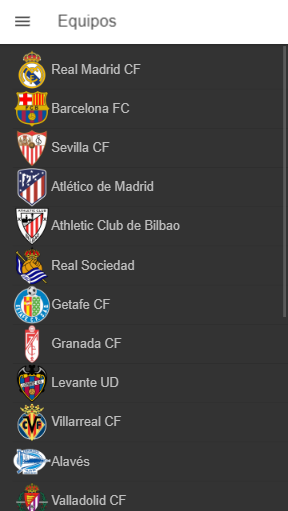 Equipos
Real Madrid CF
Barcelona FC
Sevilla CF
Atlético de Madrid
Athletic Club de Bilbao
Real Sociedad
Getafe CF
Granada CF
Levante UD
Villarreal CF
Alavés
Valladolid CF